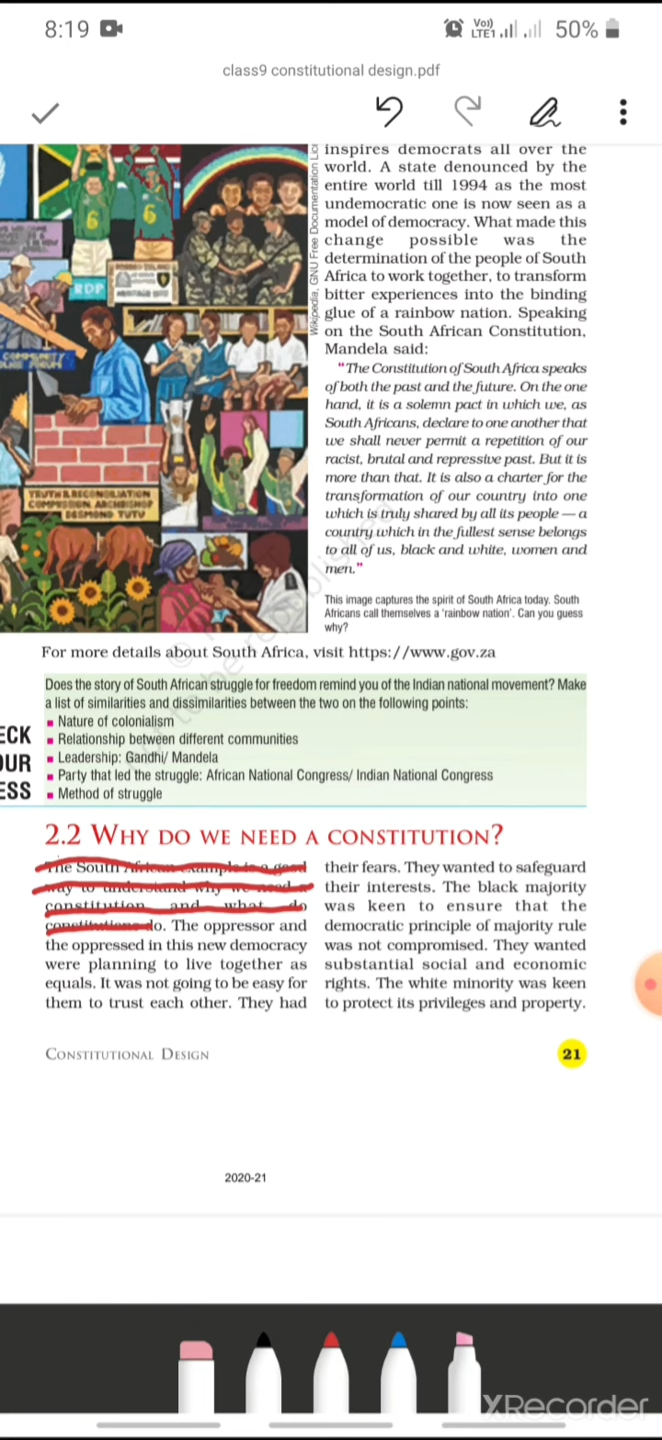 8:19
Vo))
LTE1
50%
class9 constitutional design.pdf
inspires democrats all over the
world. A state denounced by the
entire world till 1994 as the most
undemocratic one is now seen as a
model of democracy. What made this
change possible was the
determination of the people of South
Africa to work together, to transform
bitter experiences into the binding
glue of a rainbow nation. Speaking
on the South African Constitution,
Mandela said:
"The Constitution of South Africa speaks
of both the past and the future. On the one
hand, it is a solemn pact in which we, as
South Africans, declare to one another that
we shall never permit a repetition of our
racist, brutal and repressive past. But it is
more than that. It is also a charter for the
transformation of our country into one
which is truly shared by all its people — a
country which in the fullest sense belongs
to all of us, black and white, women and
men."
This image captures the spirit of South Africa today. South
Africans call themselves a 'rainbow nation'. Can you guess
why?
Wikipedia, GNU Free Documentation Lice
6
6
RDP
COMMUNITY
TRUTH & RECONCILIATION
COMMISSION ARCHBISHOP
DESMOND TUTU
For more details about South Africa, visit https://www.gov.za
Does the story of South African struggle for freedom remind you of the Indian national movement? Make
a list of similarities and dissimilarities between the two on the following points:
■ Nature of colonialism
■ Relationship between different communities
■ Leadership: Gandhi/ Mandela
■ Party that led the struggle: African National Congress/ Indian National Congress
■ Method of struggle
ECK
OUR
ESS
2.2 WHY DO WE NEED A CONSTITUTION?
The South African example is a good
way to understand why we need a
constitution and what do
constitutions do. The oppressor and
the oppressed in this new democracy
were planning to live together as
equals. It was not going to be easy for
them to trust each other. They had
their fears. They wanted to safeguard
their interests. The black majority
was keen to ensure that the
democratic principle of majority rule
was not compromised. They wanted
substantial social and economic
rights. The white minority was keen
to protect its privileges and property.
CONSTITUTIONAL DESIGN
21
2020-21
XRecorder